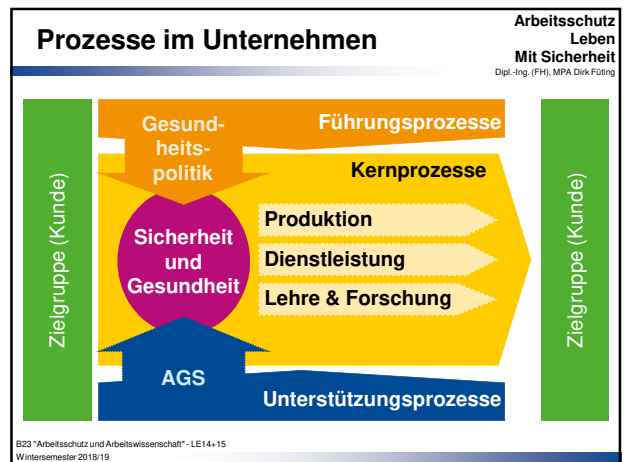 Prozesse im Unternehmen
Arbeitsschutz
Leben
Mit Sicherheit
Dipl.-Ing. (FH), MPA Dirk Füting
Zielgruppe (Kunde)
Gesund-
heits-
politik
Führungsprozesse
Kernprozesse
Sicherheit
und
Gesundheit
Produktion
Dienstleistung
Lehre & Forschung
AGS
Unterstützungsprozesse
Zielgruppe (Kunde)
B23 "Arbeitsschutz und Arbeitswissenschaft" - LE14+15
Wintersemester 2018/19